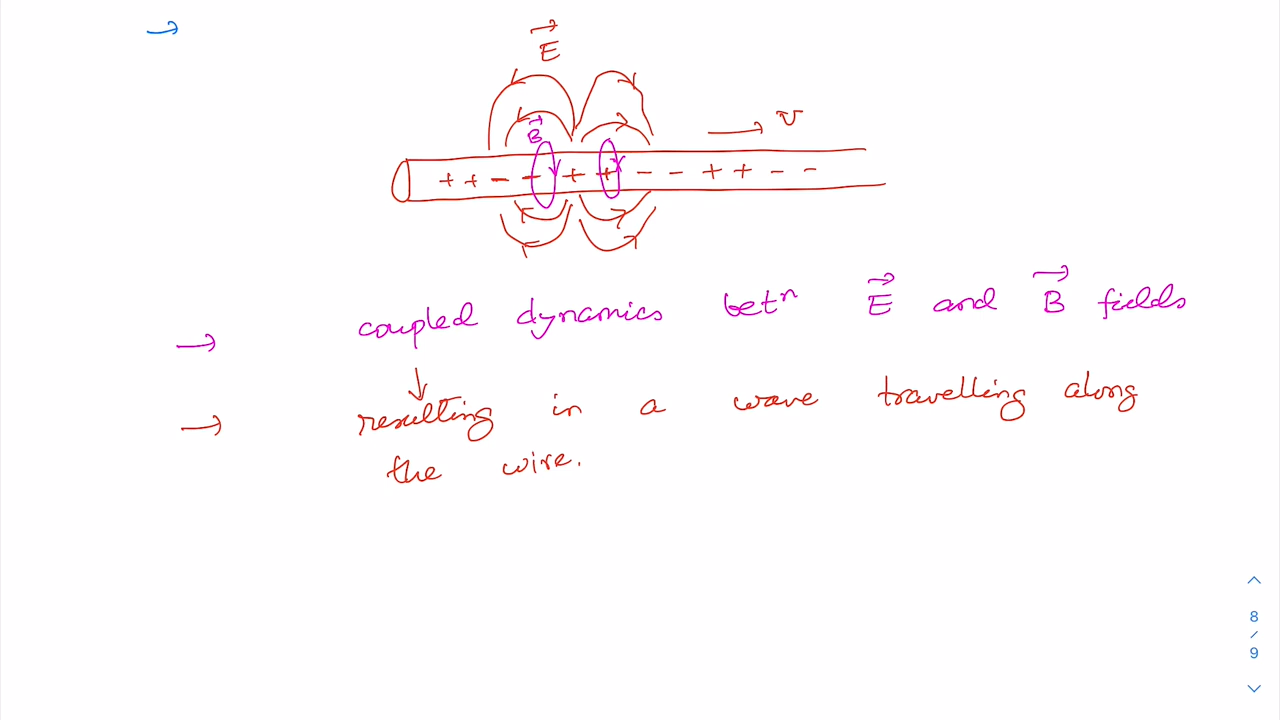 E
B
v
+ + - - + + - - + + - -
coupled dynamics betⁿ E and B fields
resulting in a wave travelling along
the wire.
8
/
9